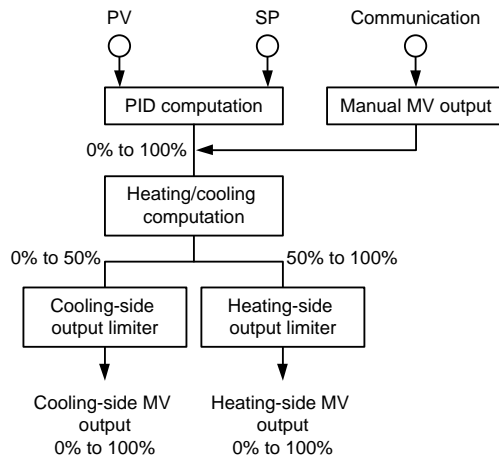 PV
SP
Communication
PID computation
Manual MV output
0% to 100%
Heating/cooling
computation
0% to 50%
50% to 100%
Cooling-side
output limiter
Heating-side
output limiter
Cooling-side MV
output
0% to 100%
Heating-side MV
output
0% to 100%